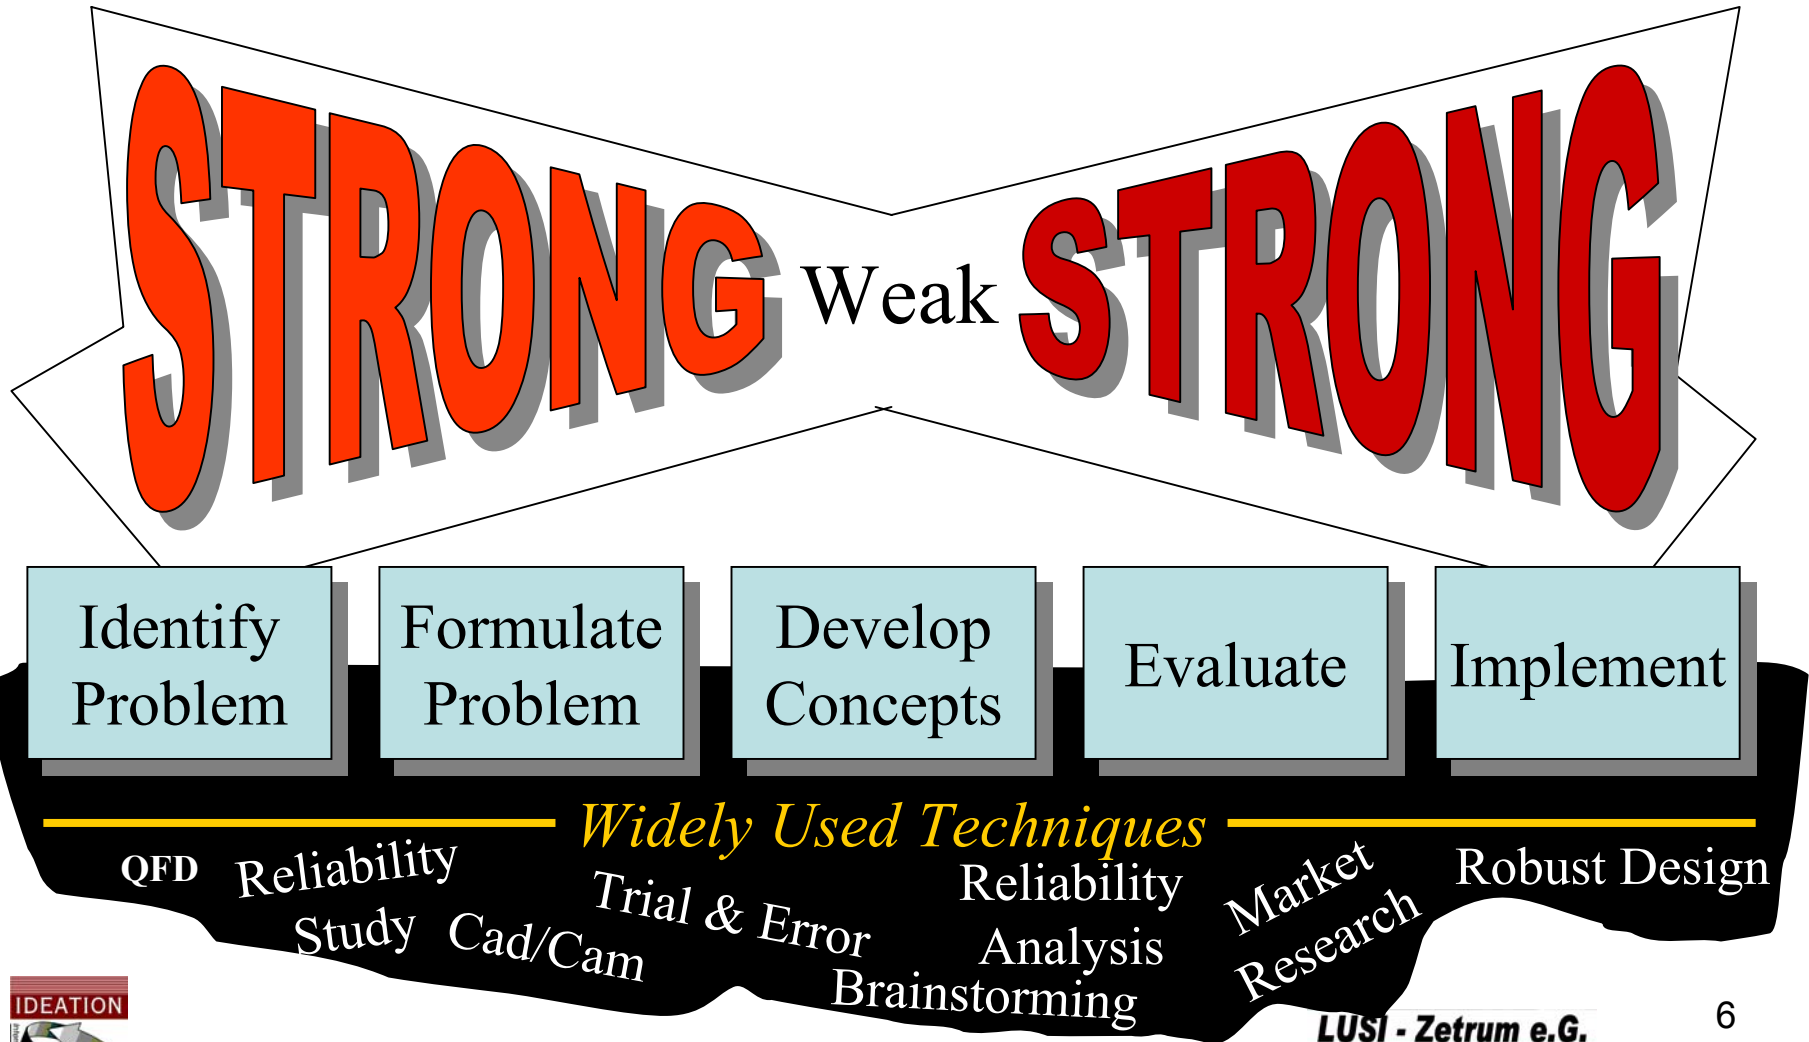 STRONG Weak STRONG
Identify
Problem
Formulate
Problem
Develop
Concepts
Evaluate
Implement
Widely Used Techniques
QFD
Reliability
Study
Cad/Cam
Trial & Error
Brainstorming
Reliability
Analysis
Market
Research
Robust Design
IDEATION
LUSI - Zetrum e.G.
6